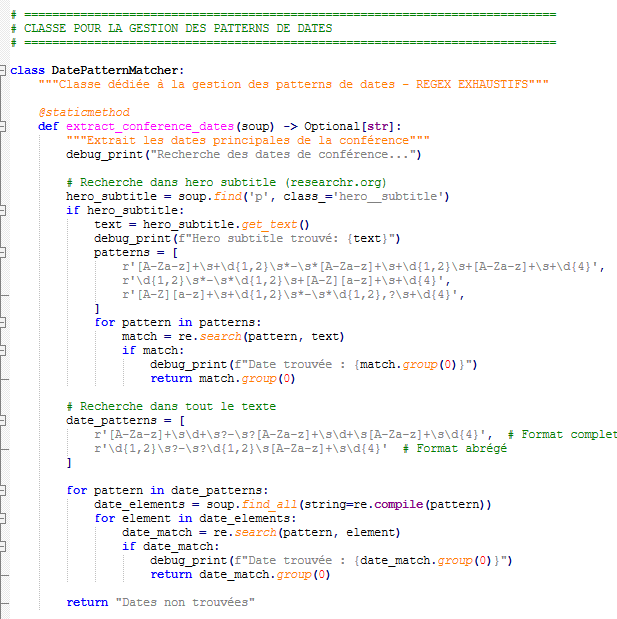 # ============================================================================
# CLASSE POUR LA GESTION DES PATTERNS DE DATES
# ============================================================================
class DatePatternMatcher:
"""Classe dédiée à la gestion des patterns de dates - REGEX EXHAUSTIFS"""
@staticmethod
def extract_conference_dates(soup) -> Optional[str]:
"""Extrait les dates principales de la conférence"""
debug_print("Recherche des dates de conférence...")
# Recherche dans hero subtitle (researchr.org)
hero_subtitle = soup.find('p', class_='hero__subtitle')
if hero_subtitle:
text = hero_subtitle.get_text()
debug_print(f"Hero subtitle trouvé: {text}")
patterns = [
r'[A-Za-z]+\s+\d{1,2}\s*-\s*[A-Za-z]+\s+\d{1,2}\s+[A-Za-z]+\s+\d{4}',
r'\d{1,2}\s*-\s*\d{1,2}\s+[A-Z][a-z]+\s+\d{4}',
r'[A-Z][a-z]+\s+\d{1,2}\s*-\s*\d{1,2},?\s+\d{4}',
]
for pattern in patterns:
match = re.search(pattern, text)
if match:
debug_print(f"Date trouvée : {match.group(0)}")
return match.group(0)
# Recherche dans tout le texte
date_patterns = [
r'[A-Za-z]+\s\d+\s?-\s?[A-Za-z]+\s\d+\s[A-Za-z]+\s\d{4}',  # Format complet
r'\d{1,2}\s?-\s?\d{1,2}\s[A-Za-z]+\s\d{4}'  # Format abrégé
]
for pattern in date_patterns:
date_elements = soup.find_all(string=re.compile(pattern))
for element in date_elements:
date_match = re.search(pattern, element)
if date_match:
debug_print(f"Date trouvée : {date_match.group(0)}")
return date_match.group(0)
return "Dates non trouvées"